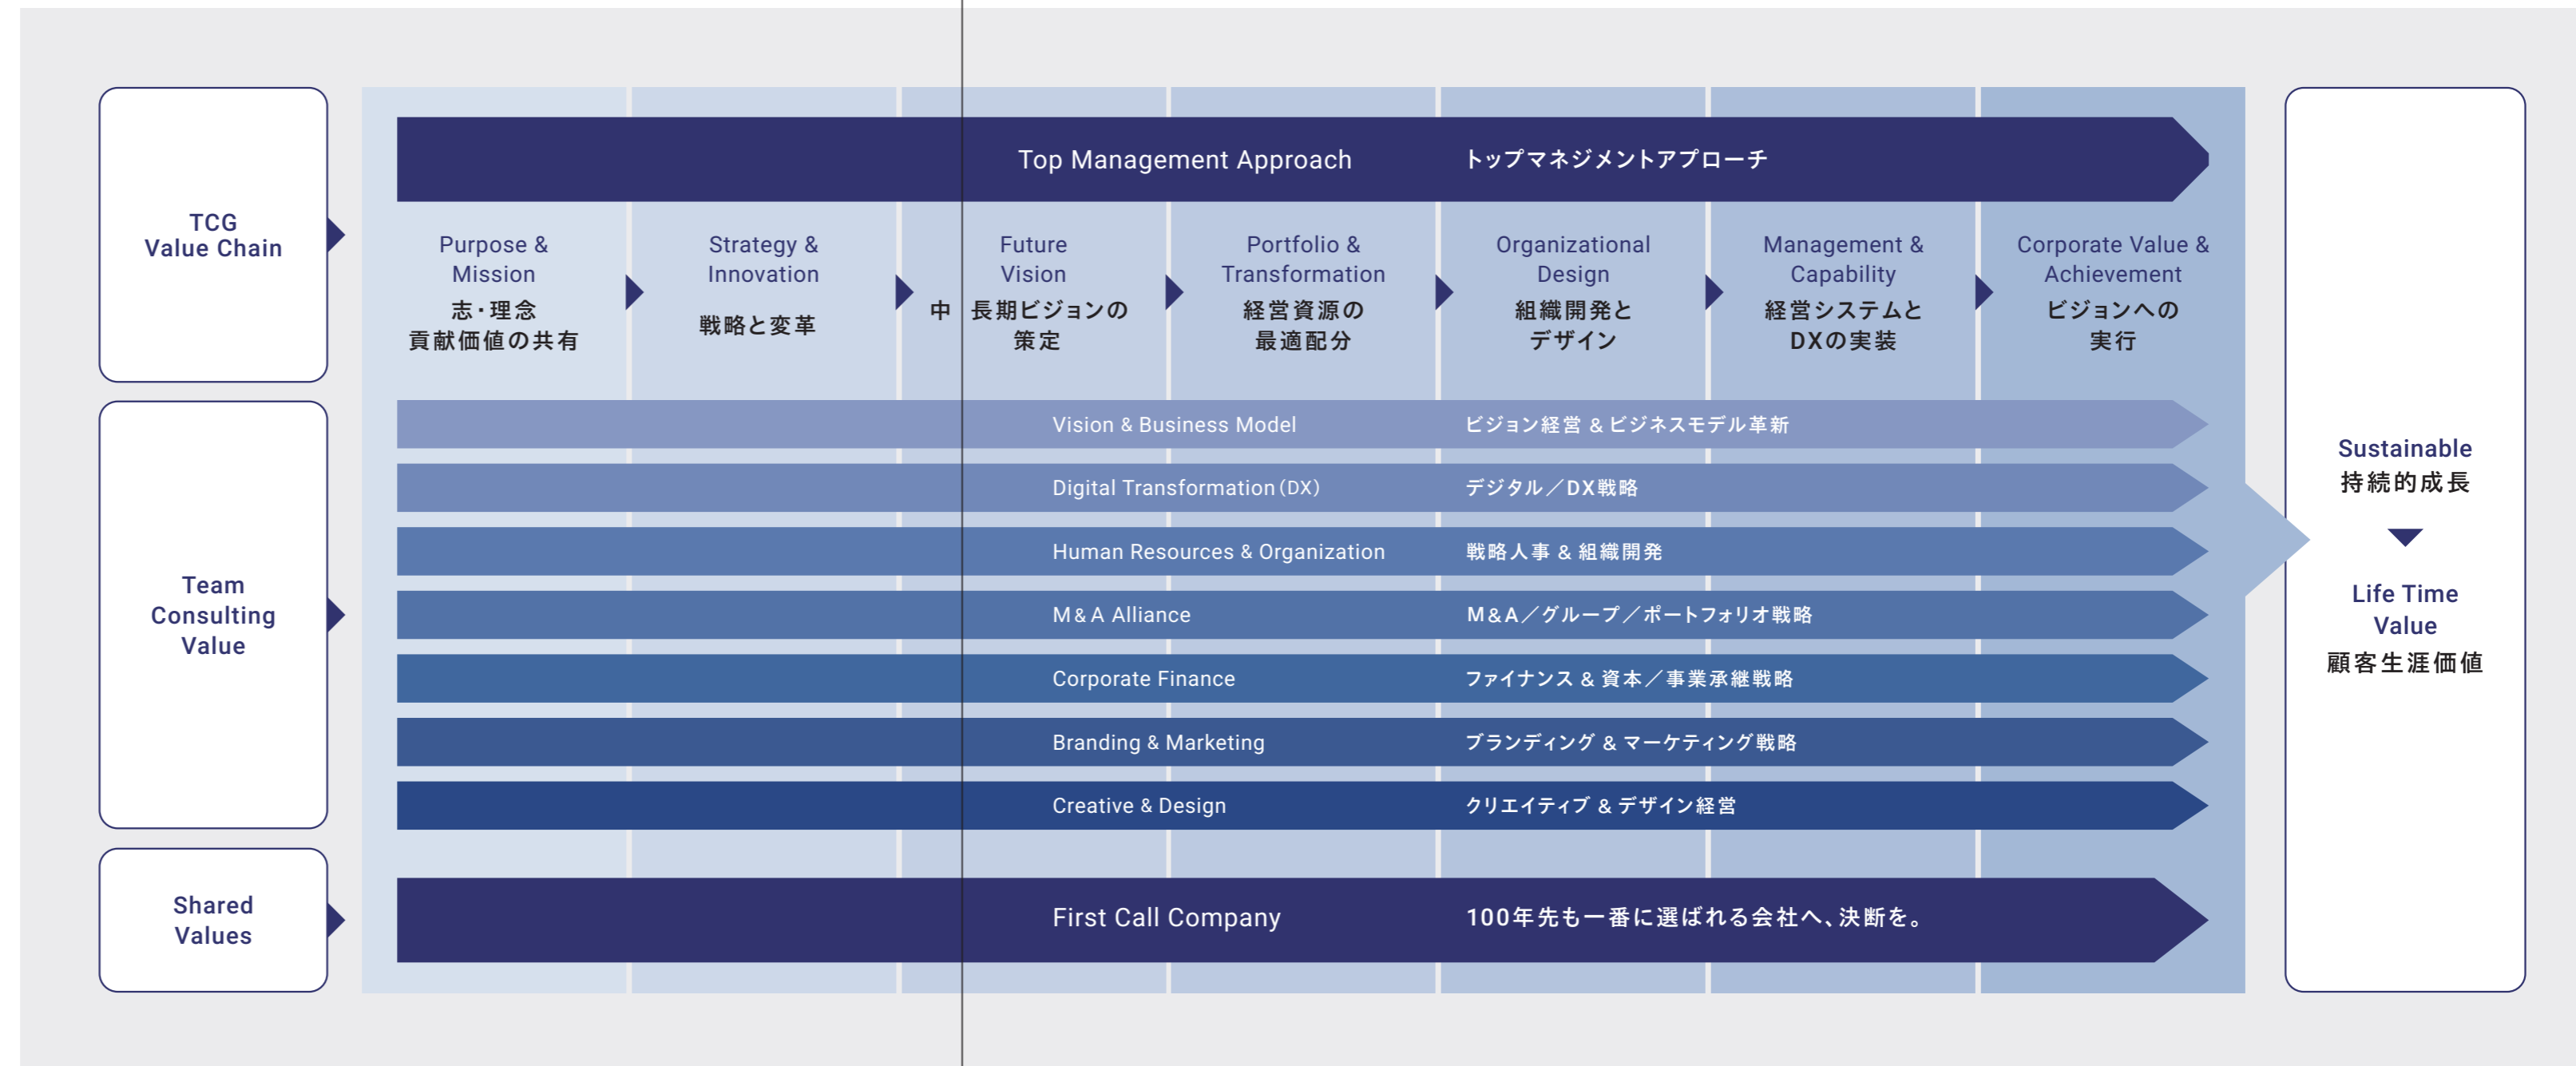 TCG
Value Chain
Top Management Approach トップマネジメントアプローチ
Purpose &
Mission
志・理念
貢献価値の共有
Strategy &
Innovation
戦略と変革
Future
Vision
中長期ビジョンの
策定
Portfolio &
Transformation
経営資源の
最適配分
Organizational
Design
組織開発と
デザイン
Management &
Capability
経営システムと
DXの実装
Corporate Value &
Achievement
ビジョンへの
実行
Team
Consulting
Value
Vision & Business Model ビジョン経営 & ビジネスモデル革新
Digital Transformation（DX） デジタル／DX戦略
Human Resources & Organization 戦略人事 & 組織開発
M&A Alliance M&A／グループ／ポートフォリオ戦略
Corporate Finance ファイナンス & 資本／事業承継戦略
Branding & Marketing ブランディング & マーケティング戦略
Creative & Design クリエイティブ & デザイン経営
Shared
Values
First Call Company 100年先も一番に選ばれる会社へ、決断を。
Sustainable
持続的成長
Life Time
Value
顧客生涯価値